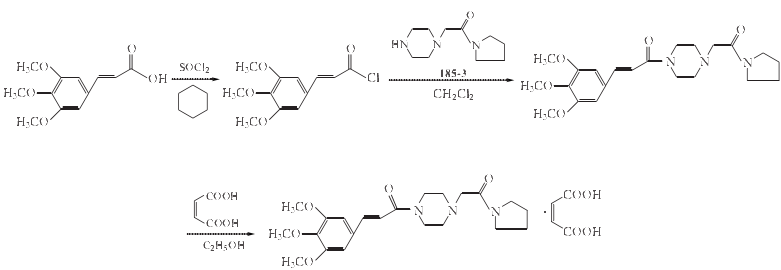 O
H₃CO
H₃CO
H₃CO
OH
SOCl₂
O
H₃CO
H₃CO
H₃CO
Cl
HN
N
O
N
185-3
CH₂Cl₂
O
H₃CO
H₃CO
H₃CO
N
N
O
N
COOH
COOH
C₂H₅OH
O
H₃CO
H₃CO
H₃CO
N
N
O
N
·
COOH
COOH